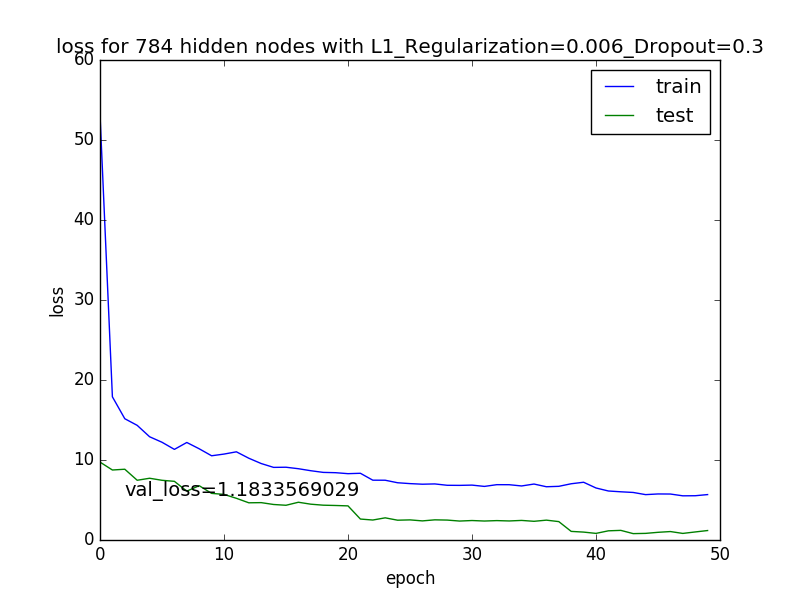 loss for 784 hidden nodes with L1_Regularization=0.006_Dropout=0.3
60
50
40
30
20
10
0
loss
train
test
val_loss=1.1833569029
0 10 20 30 40 50
epoch